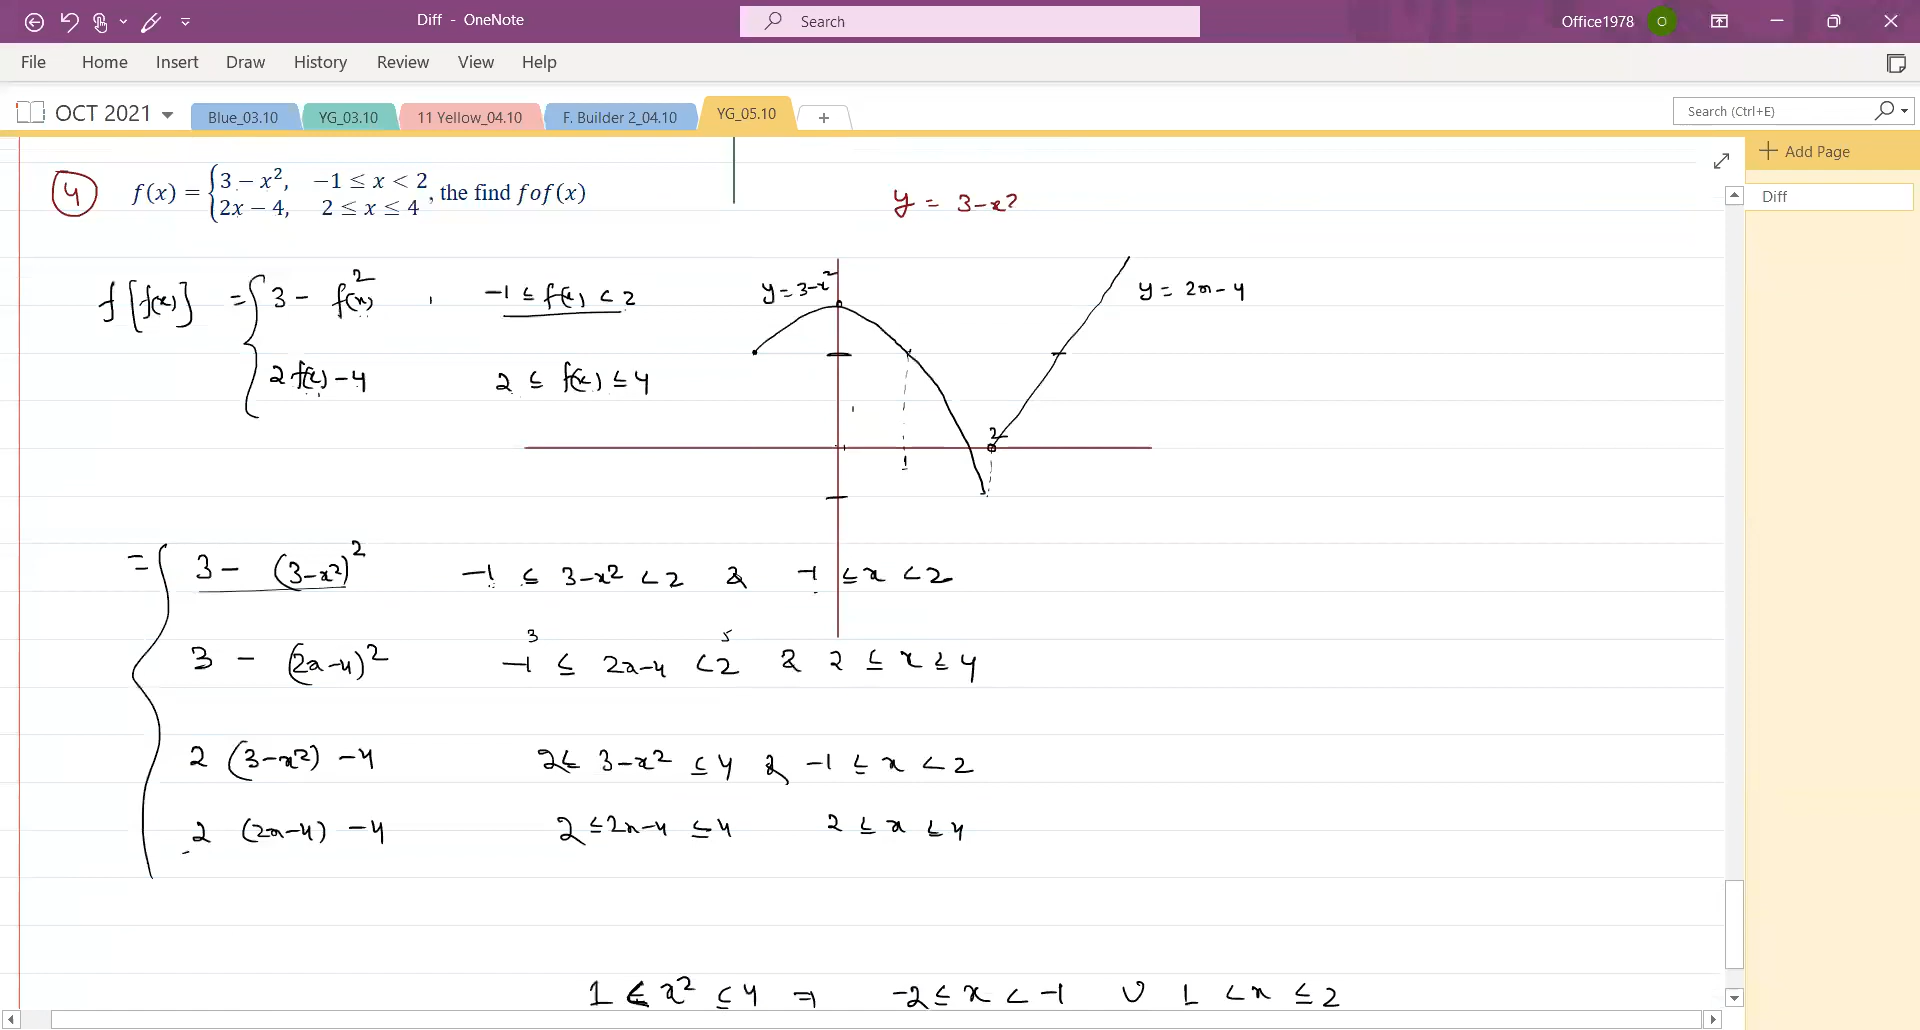 Diff - OneNote
Search
Office1978
O
File Home Insert Draw History Review View Help
OCT 2021
Blue_03.10
YG_03.10
11 Yellow_04.10
F. Builder 2_04.10
YG_05.10
+
Search (Ctrl+E)
Add Page
Diff
4
f(x) = {3 − x², −1 ≤ x < 2
2x − 4, 2 ≤ x ≤ 4 , the find fof(x)
y = 3-x²
f[f(x)] = { 3 - f(x)² , -1 ≤ f(x) < 2
2f(x) - 4 2 ≤ f(x) ≤ 4
y = 3-x²
y = 2x-4
2
1
= { 3 - (3-x²)² -1 ≤ 3-x² < 2 & -1 ≤ x < 2
3 5
3 - (2x-4)² -1 ≤ 2x-4 < 2 & 2 ≤ x ≤ 4
2 (3-x²) -4 2 ≤ 3-x² ≤ 4 & -1 ≤ x < 2
2 (2x-4) -4 2 ≤ 2x-4 ≤ 4 2 ≤ x ≤ 4
1 < x² ≤ 4 ⇒ -2 ≤ x < -1 ∪ 1 < x ≤ 2